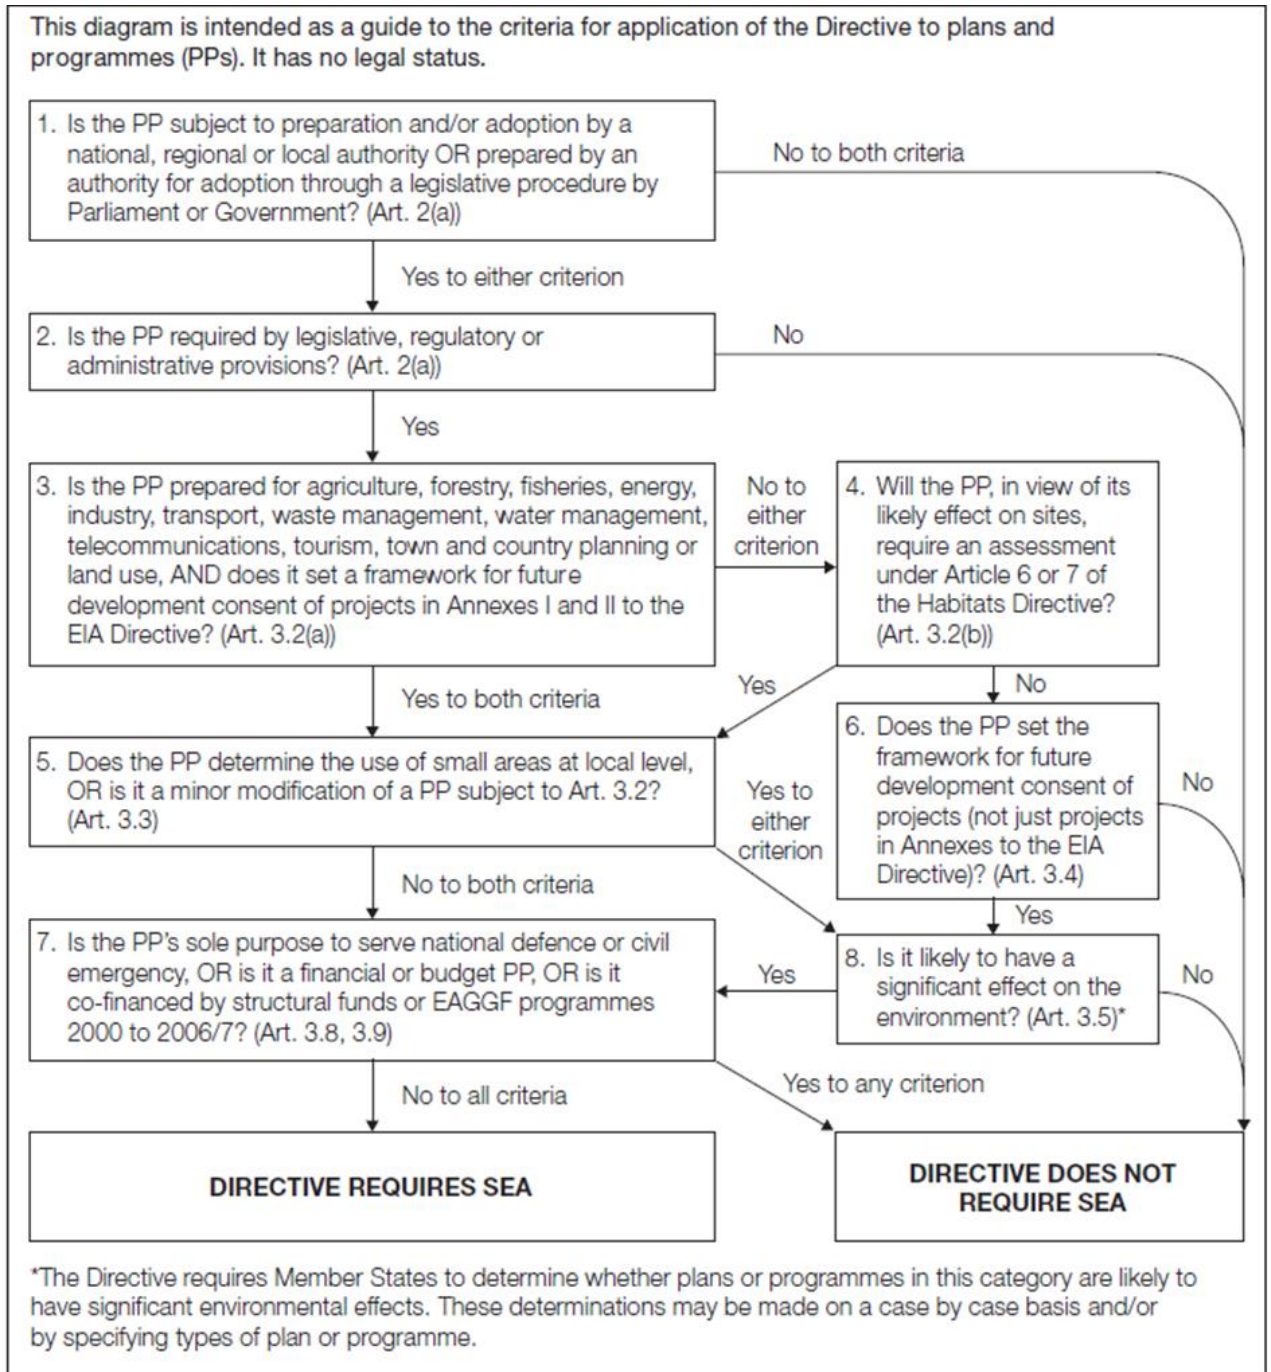 This diagram is intended as a guide to the criteria for application of the Directive to plans and
programmes (PPs). It has no legal status.
1. Is the PP subject to preparation and/or adoption by a
national, regional or local authority OR prepared by an
authority for adoption through a legislative procedure by
Parliament or Government? (Art. 2(a))
No to both criteria
Yes to either criterion
2. Is the PP required by legislative, regulatory or
administrative provisions? (Art. 2(a))
No
Yes
3. Is the PP prepared for agriculture, forestry, fisheries, energy,
industry, transport, waste management, water management,
telecommunications, tourism, town and country planning or
land use, AND does it set a framework for future
development consent of projects in Annexes I and II to the
EIA Directive? (Art. 3.2(a))
No to
either
criterion
4. Will the PP, in view of its
likely effect on sites,
require an assessment
under Article 6 or 7 of
the Habitats Directive?
(Art. 3.2(b))
Yes to both criteria
Yes
No
5. Does the PP determine the use of small areas at local level,
OR is it a minor modification of a PP subject to Art. 3.2?
(Art. 3.3)
Yes to
either
criterion
6. Does the PP set the
framework for future
development consent of
projects (not just projects
in Annexes to the EIA
Directive)? (Art. 3.4)
No
No to both criteria
Yes
7. Is the PP's sole purpose to serve national defence or civil
emergency, OR is it a financial or budget PP, OR is it
co-financed by structural funds or EAGGF programmes
2000 to 2006/7? (Art. 3.8, 3.9)
Yes
8. Is it likely to have a
significant effect on the
environment? (Art. 3.5)*
No
No to all criteria
Yes to any criterion
DIRECTIVE REQUIRES SEA
DIRECTIVE DOES NOT
REQUIRE SEA
*The Directive requires Member States to determine whether plans or programmes in this category are likely to
have significant environmental effects. These determinations may be made on a case by case basis and/or
by specifying types of plan or programme.